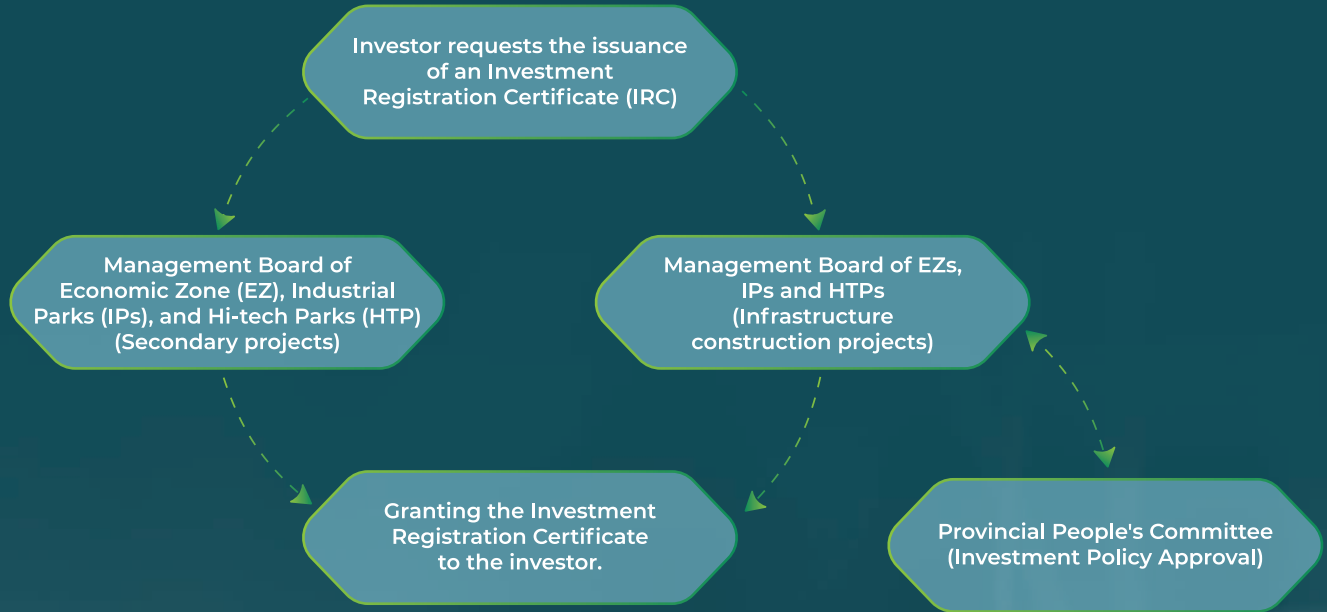 Investor requests the issuance
of an Investment
Registration Certificate (IRC)
Management Board of
Economic Zone (EZ), Industrial
Parks (IPs), and Hi-tech Parks (HTP)
(Secondary projects)
Management Board of EZs,
IPs and HTPs
(Infrastructure
construction projects)
Granting the Investment
Registration Certificate
to the investor.
Provincial People's Committee
(Investment Policy Approval)